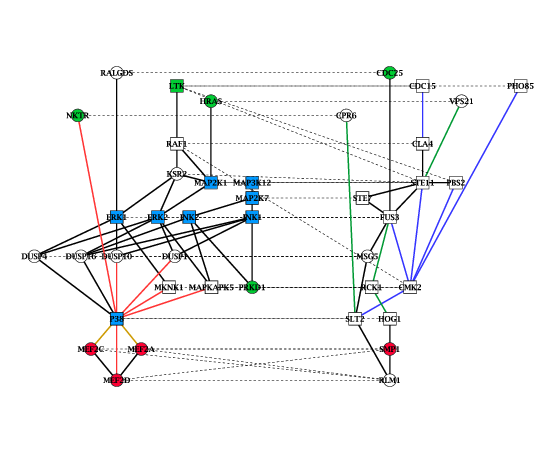 RALGDS CDC25
LTK CDC15 PHO85
HRAS VPS21
NKTR CPR6
RAF1 CLA4
KSR2
MAP2K1 MAP3K12 STE11 PBS2
MAP2K7 STE7
ERK1 ERK2 JNK2 JNK1 FUS3
DUSP4 DUSP16 DUSP10 DUSP1 MSG5
MKNK1 MAPKAPK5 PRKD1 RCK1 CMK2
P38 SLT2 HOG1
MEF2C MEF2A SMP1
MEF2D RLM1